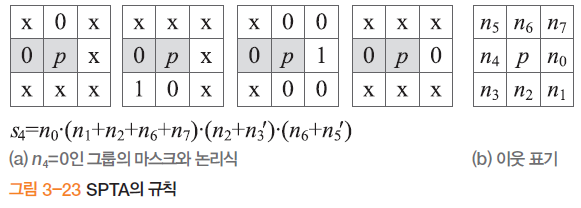 x 0 x x x x x 0 0 x x x n₅ n₆ n₇
0 p x 0 p x 0 p 1 0 p 0 n₄ p n₀
x x x 1 0 x x 0 0 x x x n₃ n₂ n₁
s₄=n₀·(n₁+n₂+n₆+n₇)·(n₂+n₃′)·(n₆+n₅′)
(a) n₄=0인 그룹의 마스크와 논리식 (b) 이웃 표기
그림 3-23 SPTA의 규칙